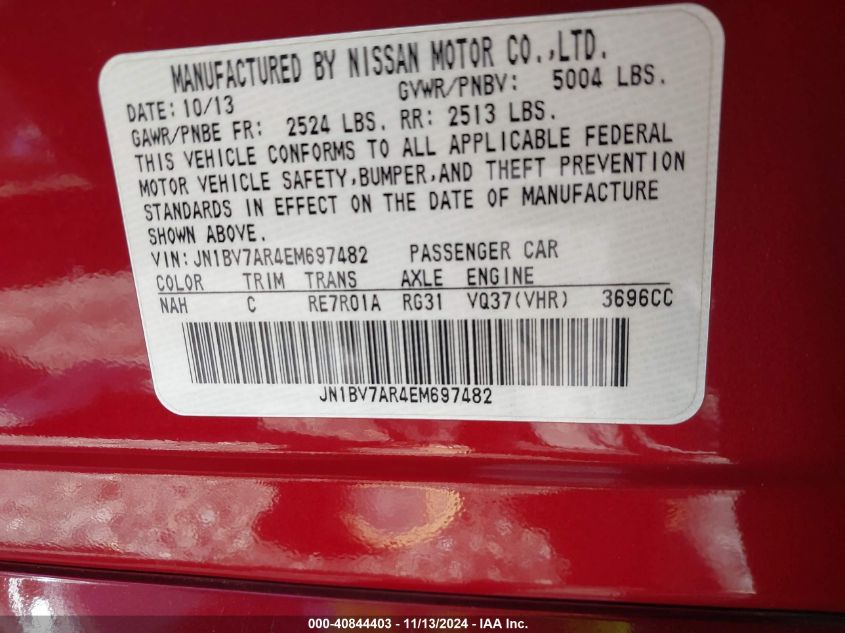 MANUFACTURED BY NISSAN MOTOR CO.,LTD.
DATE: 10/13 GVWR/PNBV: 5004 LBS.
GAWR/PNBE FR: 2524 LBS. RR: 2513 LBS.
THIS VEHICLE CONFORMS TO ALL APPLICABLE FEDERAL
MOTOR VEHICLE SAFETY,BUMPER,AND THEFT PREVENTION
STANDARDS IN EFFECT ON THE DATE OF MANUFACTURE
SHOWN ABOVE.
VIN:JN1BV7AR4EM697482 PASSENGER CAR
COLOR TRIM TRANS AXLE ENGINE
NAH C RE7R01A RG31 VQ37(VHR) 3696CC
JN1BV7AR4EM697482
000-40844403 - 11/13/2024 - IAA Inc.